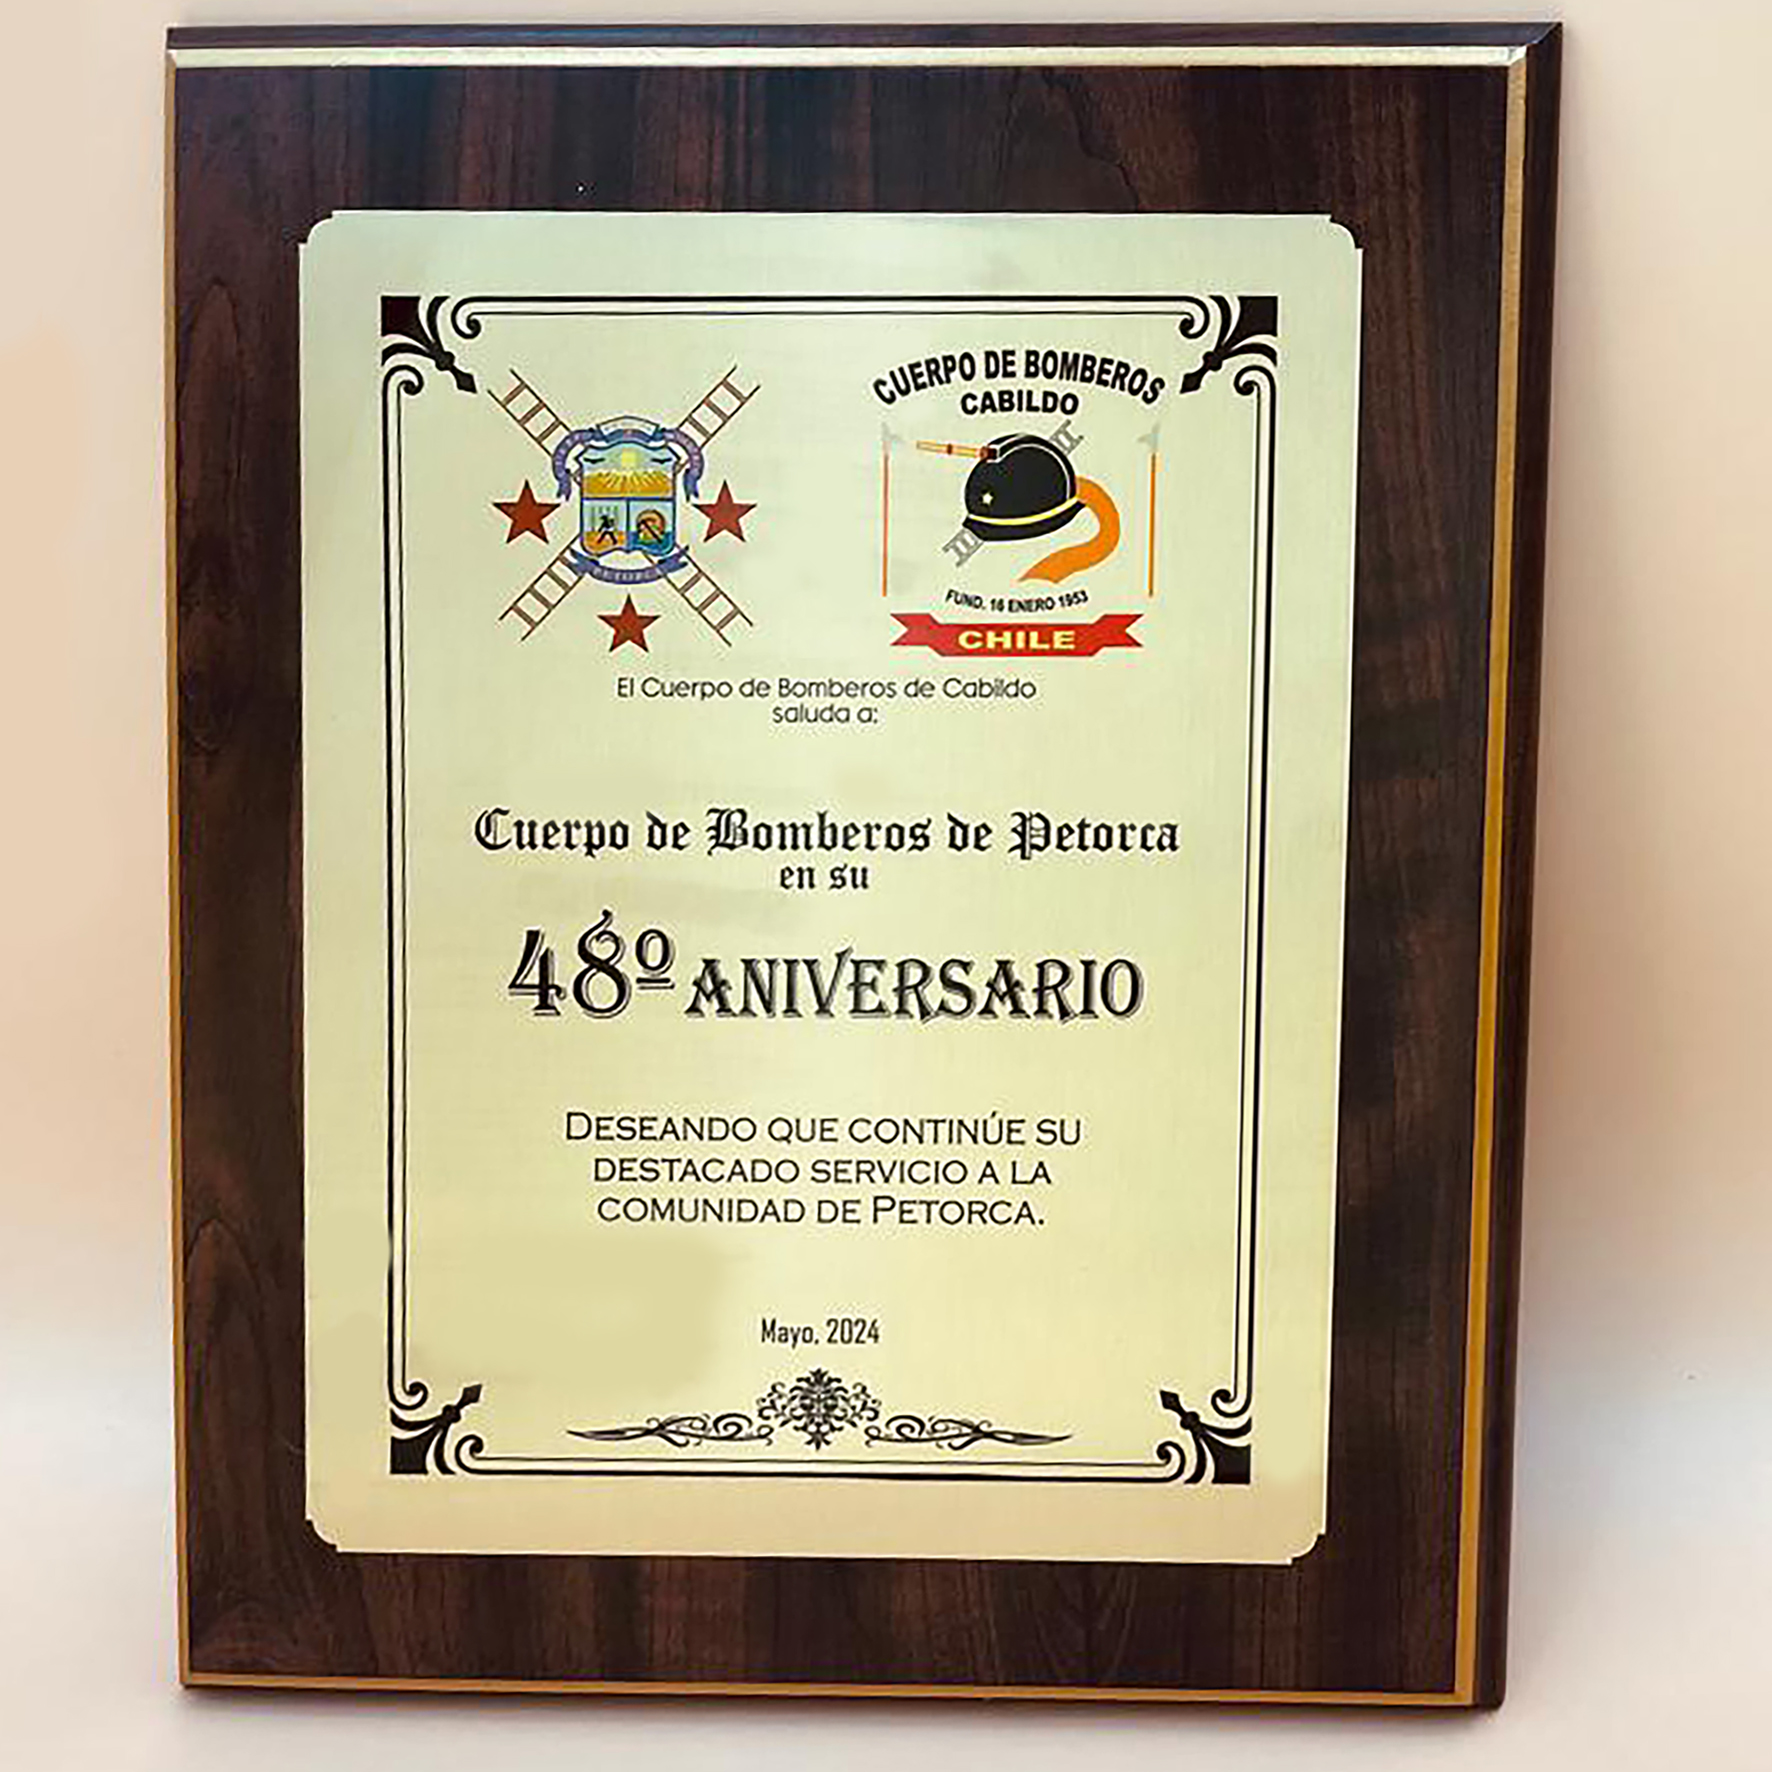 CUERPO DE BOMBEROS
CABILDO
FUND. 16 ENERO 1953
CHILE
PETORCA
El Cuerpo de Bomberos de Cabildo
saluda a:
Cuerpo de Bomberos de Petorca
en su
48º ANIVERSARIO
DESEANDO QUE CONTINÚE SU
DESTACADO SERVICIO A LA
COMUNIDAD DE PETORCA.
Mayo, 2024